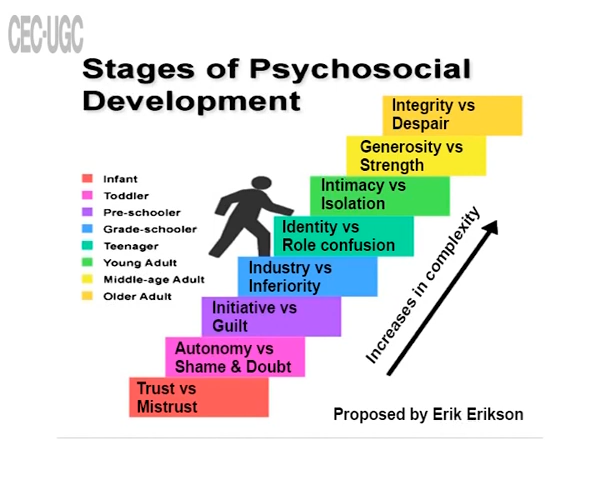 CEC-UGC
Stages of Psychosocial
Development
Integrity vs
Despair
Generosity vs
Strength
Intimacy vs
Isolation
Identity vs
Role confusion
Industry vs
Inferiority
Initiative vs
Guilt
Autonomy vs
Shame & Doubt
Trust vs
Mistrust
Infant
Toddler
Pre-schooler
Grade-schooler
Teenager
Young Adult
Middle-age Adult
Older Adult
Increases in complexity
Proposed by Erik Erikson